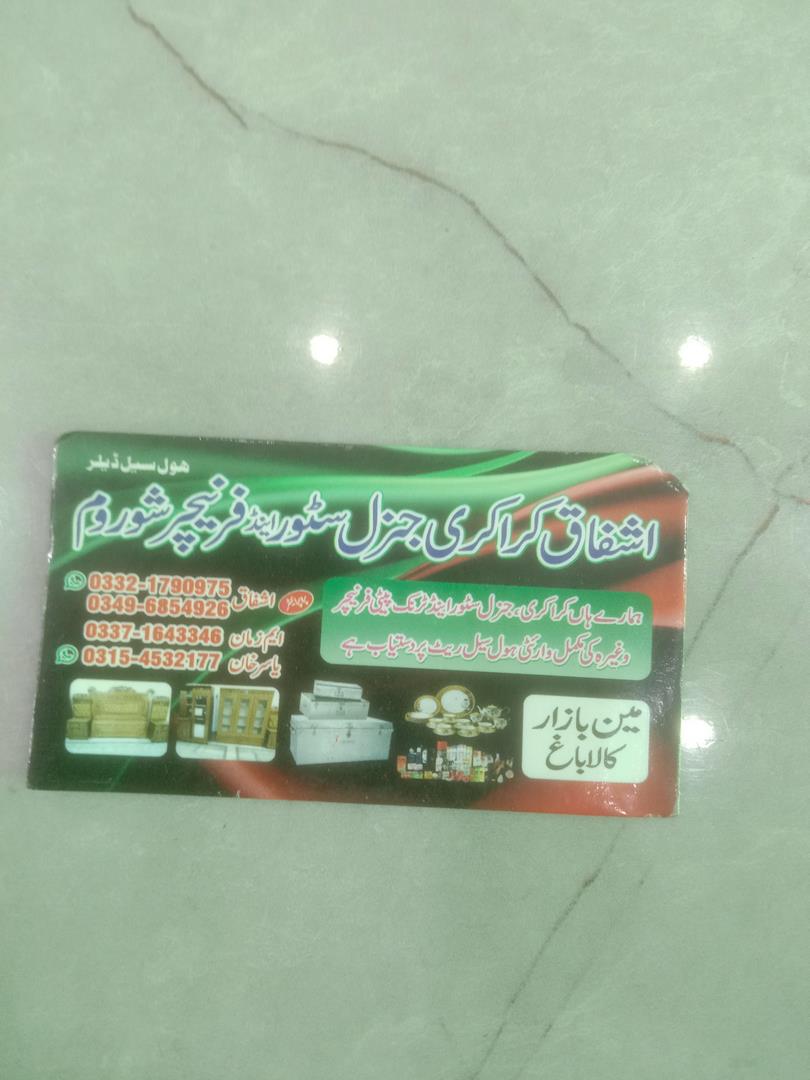 ھول سیل ڈیلر
اشفاق کراکری جنرل سٹور اینڈ فرنیچر شوروم
ہمارے ہاں کراکری، جنرل سٹور اینڈ ٹرنک پیٹی فرنیچر
وغیرہ کی مکمل وارئٹی ہول سیل ریٹ پر دستیاب ہے
اشفاق 0332-1790975
0349-6854926
ایم زمان 0337-1643346
یاسر خان 0315-4532177
مین بازار
کالاباغ